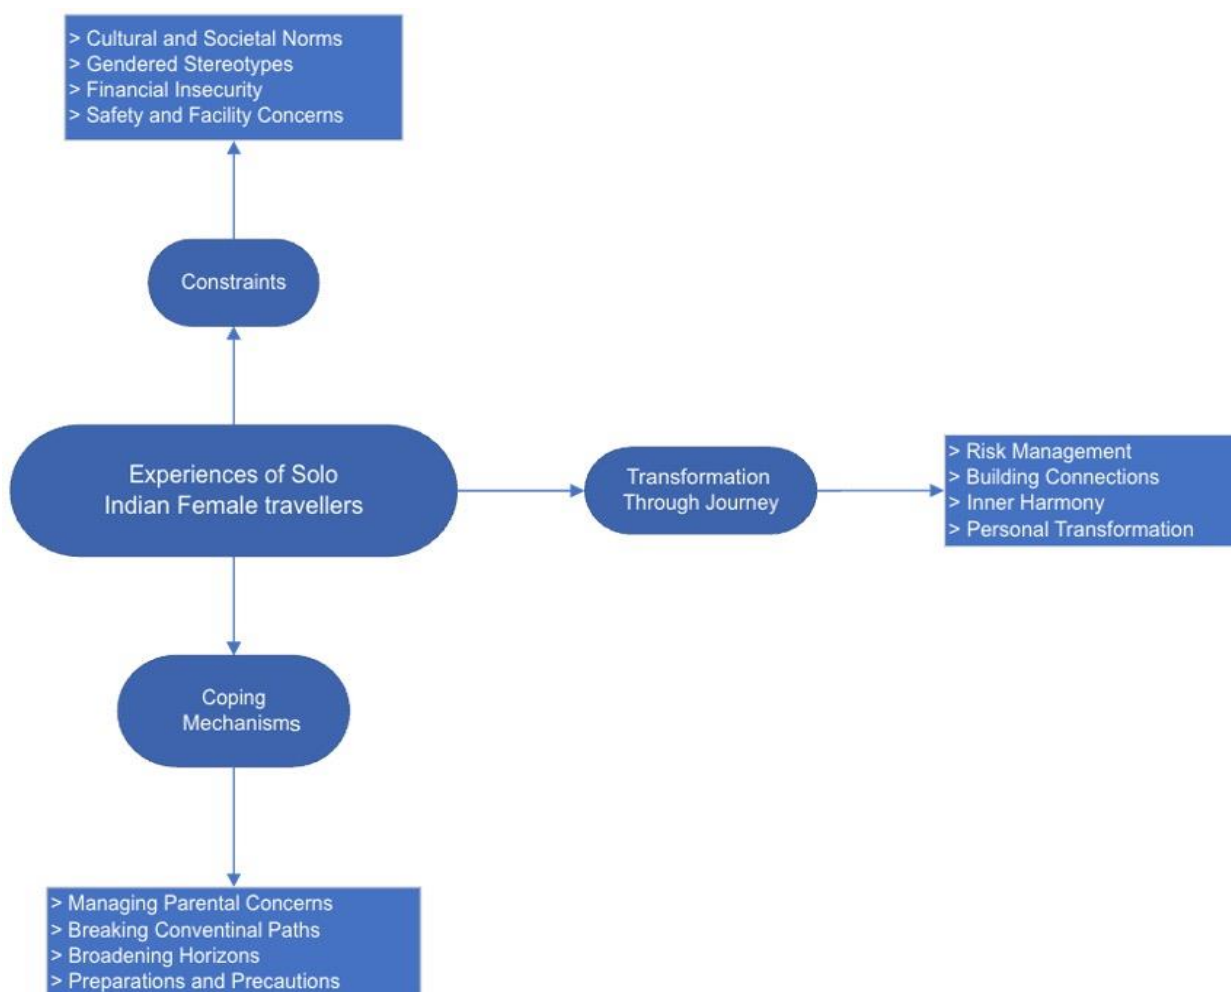 > Cultural and Societal Norms
> Gendered Stereotypes
> Financial Insecurity
> Safety and Facility Concerns
Constraints
Experiences of Solo
Indian Female travellers
Transformation
Through Journey
> Risk Management
> Building Connections
> Inner Harmony
> Personal Transformation
Coping
Mechanisms
> Managing Parental Concerns
> Breaking Conventinal Paths
> Broadening Horizons
> Preparations and Precautions